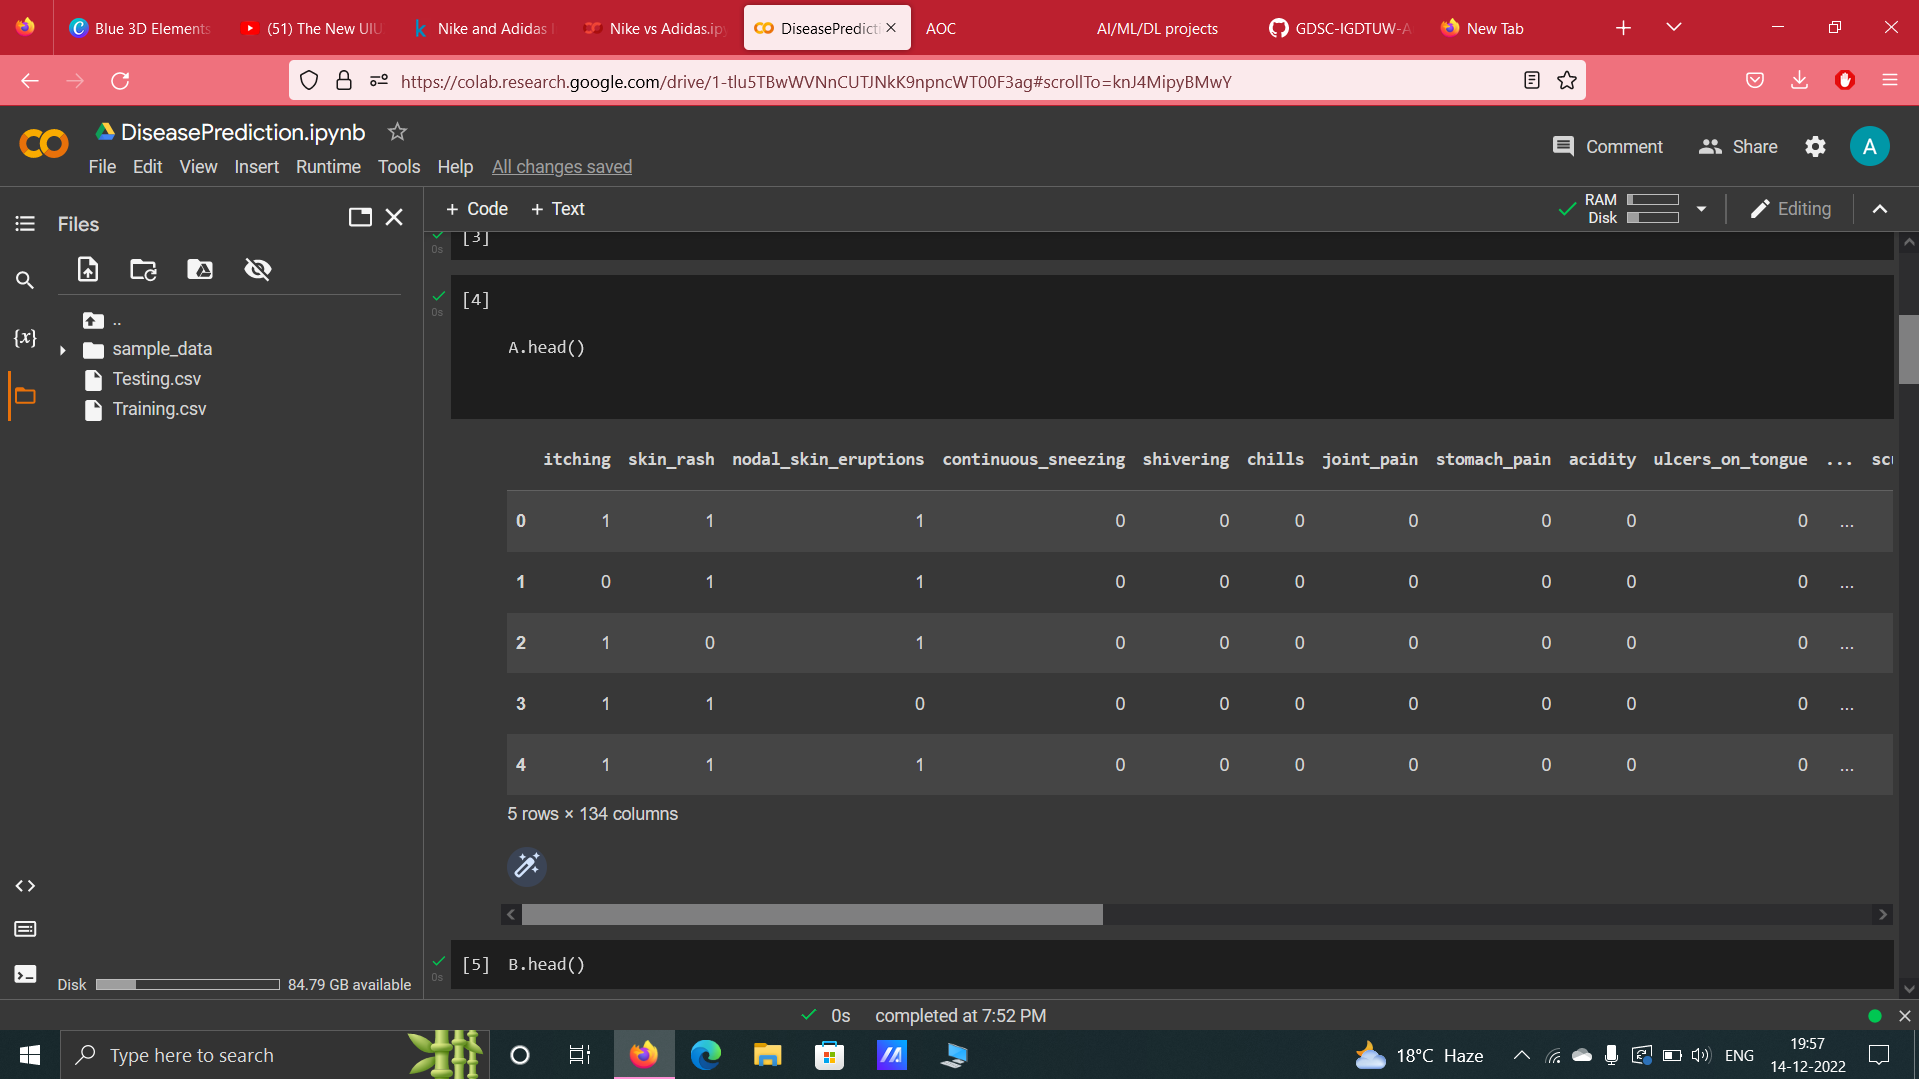 Blue 3D Elements
(51) The New UIU
Nike and Adidas
Nike vs Adidas.ipy
DiseasePredicti
AOC
AI/ML/DL projects
GDSC-IGDTUW-A
New Tab
https://colab.research.google.com/drive/1-tlu5TBwWVNnCUTJNkK9npncWT00F3ag#scrollTo=knJ4MipyBMwY
DiseasePrediction.ipynb
Comment Share A
File Edit View Insert Runtime Tools Help All changes saved
Files
+ Code + Text
RAM
Disk
Editing
..
sample_data
Testing.csv
Training.csv
{x}
0s [3]
0s [4]
A.head()
itching skin_rash nodal_skin_eruptions continuous_sneezing shivering chills joint_pain stomach_pain acidity ulcers_on_tongue ... scu
0 1 1 1 0 0 0 0 0 0 0 ...
1 0 1 1 0 0 0 0 0 0 0 ...
2 1 0 1 0 0 0 0 0 0 0 ...
3 1 1 0 0 0 0 0 0 0 0 ...
4 1 1 1 0 0 0 0 0 0 0 ...
5 rows × 134 columns
0s [5] B.head()
Disk 84.79 GB available
0s completed at 7:52 PM
Type here to search
18°C Haze
ENG
19:57
14-12-2022